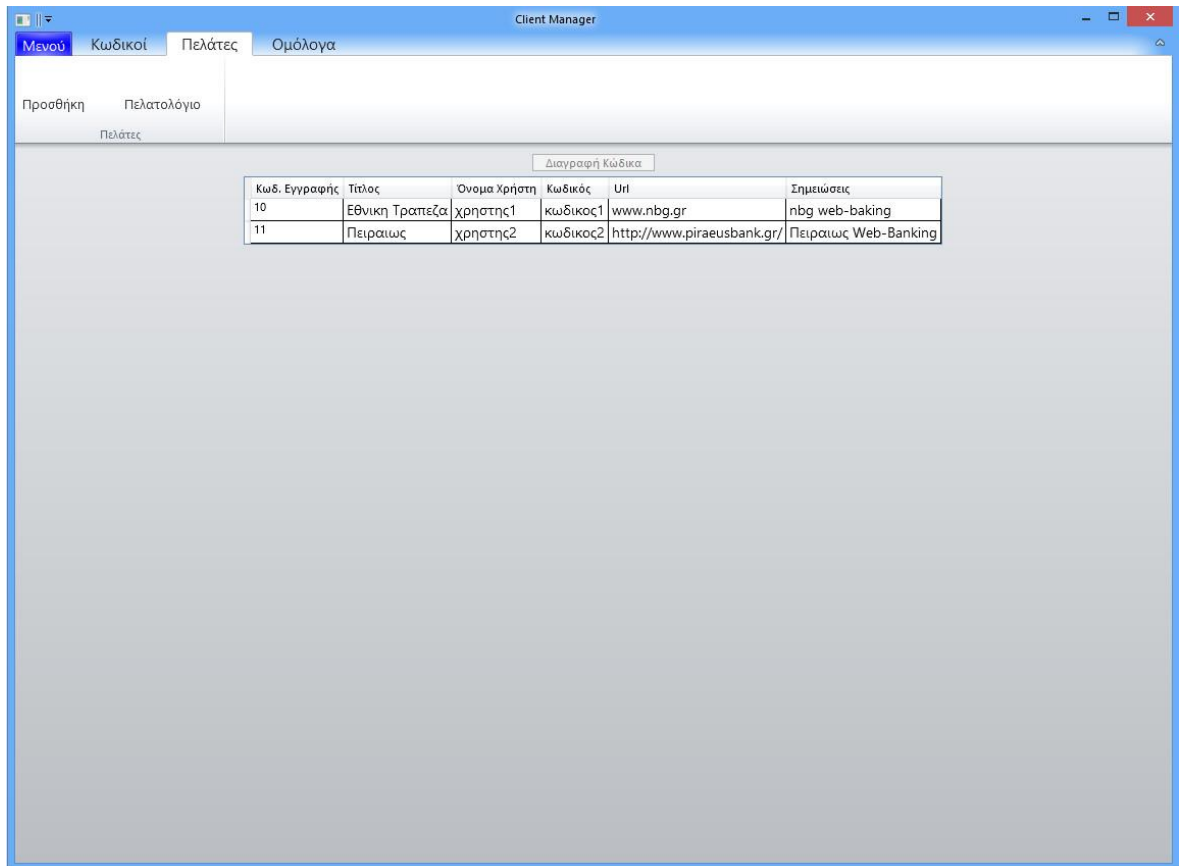 Client Manager
Μενού Κωδικοί Πελάτες Ομόλογα
Προσθήκη Πελατολόγιο
Πελάτες
Διαγραφή Κώδικα
Κωδ. Εγγραφής Τίτλος Όνομα Χρήστη Κωδικός Url Σημειώσεις
10 Εθνικη Τραπεζα χρηστης1 κωδικος1 www.nbg.gr nbg web-baking
11 Πειραιως χρηστης2 κωδικος2 http://www.piraeusbank.gr/ Πειραιως Web-Banking